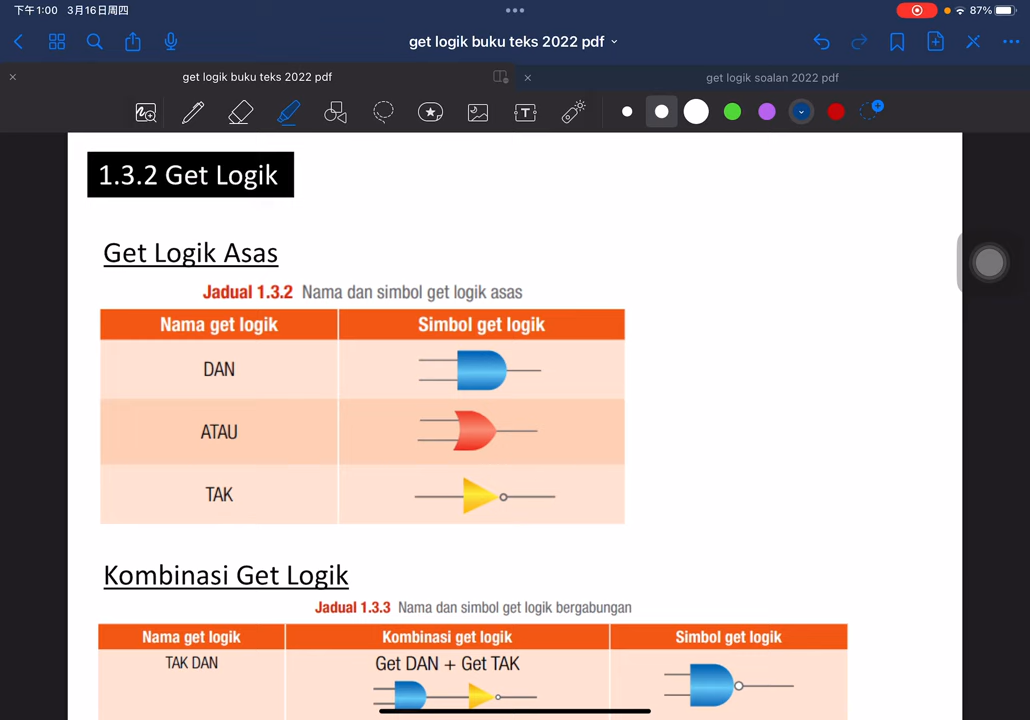 下午1:00 3月16日周四
87%
get logik buku teks 2022 pdf
get logik buku teks 2022 pdf
get logik soalan 2022 pdf
1.3.2 Get Logik
Get Logik Asas
Jadual 1.3.2 Nama dan simbol get logik asas
Nama get logik Simbol get logik
DAN
ATAU
TAK
Kombinasi Get Logik
Jadual 1.3.3 Nama dan simbol get logik bergabungan
Nama get logik Kombinasi get logik Simbol get logik
TAK DAN Get DAN + Get TAK